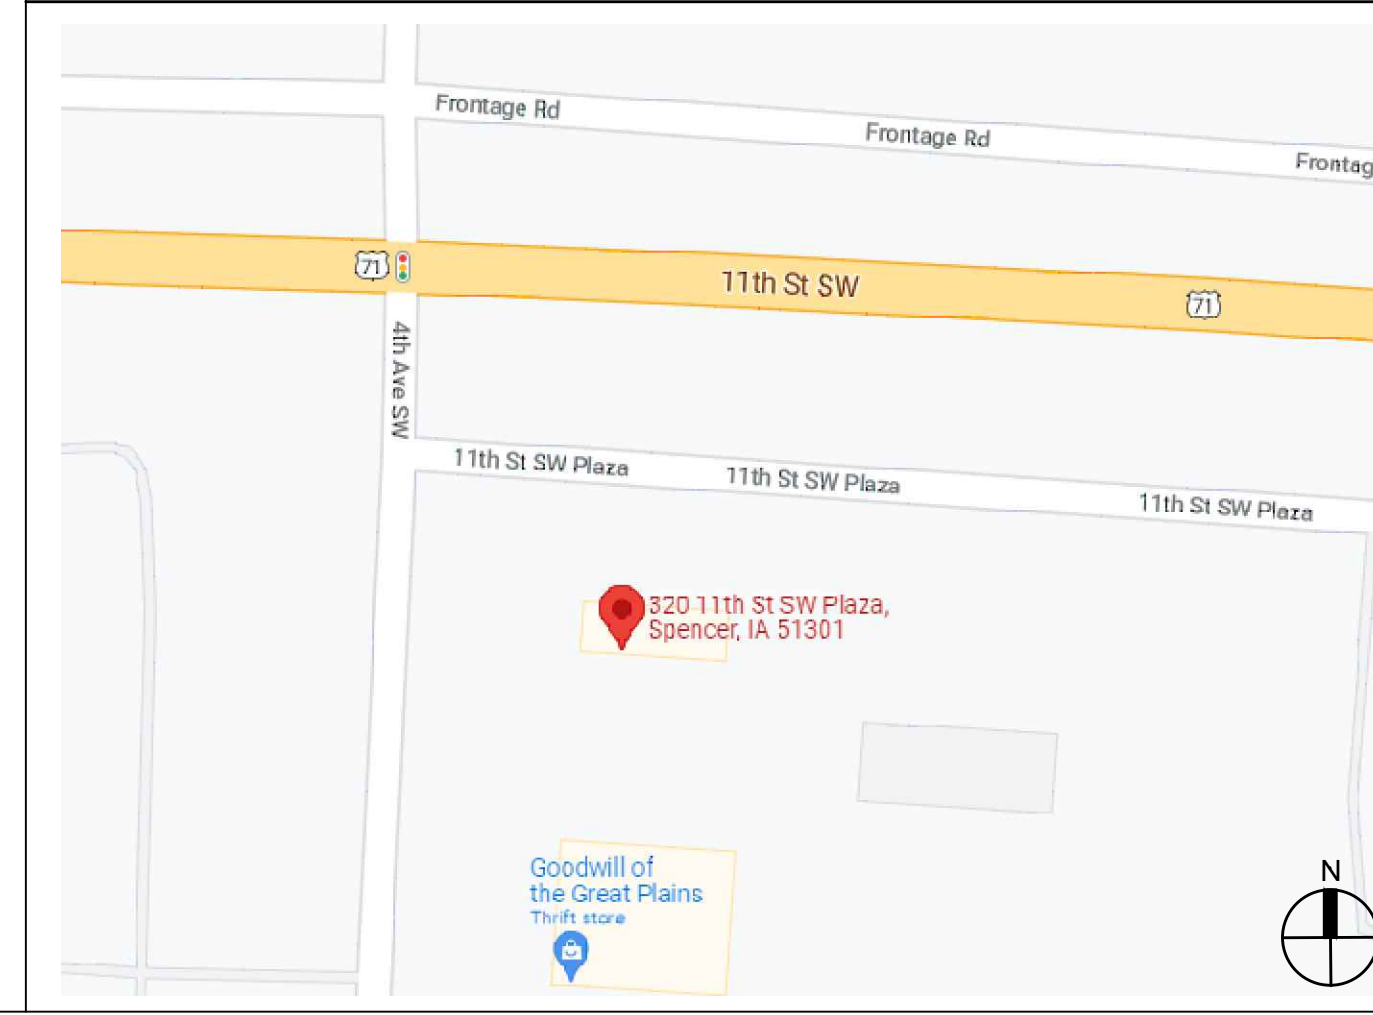 Frontage Rd
Frontage Rd
Frontag
71
11th St SW
71
4th Ave SW
11th St SW Plaza
11th St SW Plaza
11th St SW Plaza
320 11th St SW Plaza,
Spencer, IA 51301
Goodwill of
the Great Plains
Thrift store
N